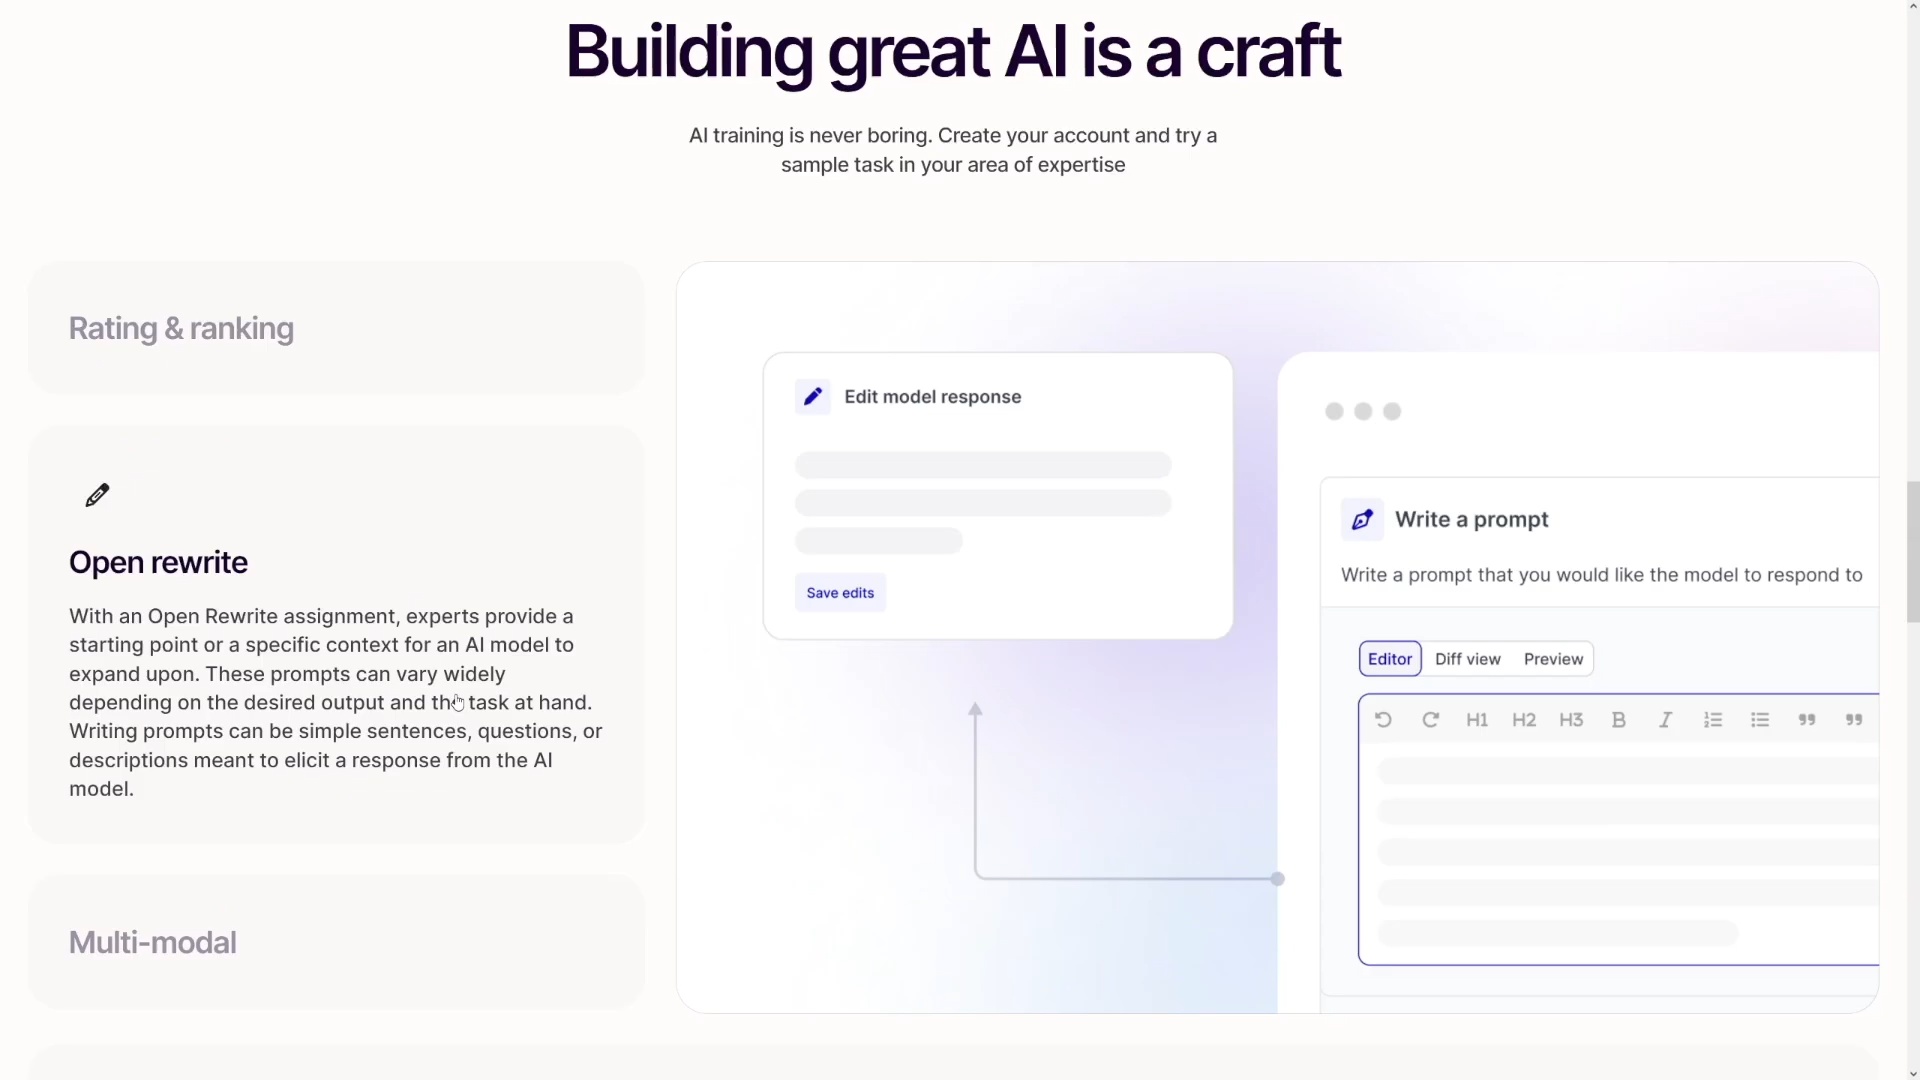 Building great AI is a craft
AI training is never boring. Create your account and try a
sample task in your area of expertise
Rating & ranking
Open rewrite
With an Open Rewrite assignment, experts provide a
starting point or a specific context for an AI model to
expand upon. These prompts can vary widely
depending on the desired output and the task at hand.
Writing prompts can be simple sentences, questions, or
descriptions meant to elicit a response from the AI
model.
Multi-modal
Edit model response
Save edits
Write a prompt
Write a prompt that you would like the model to respond to
Editor Diff view Preview
H1 H2 H3 B I